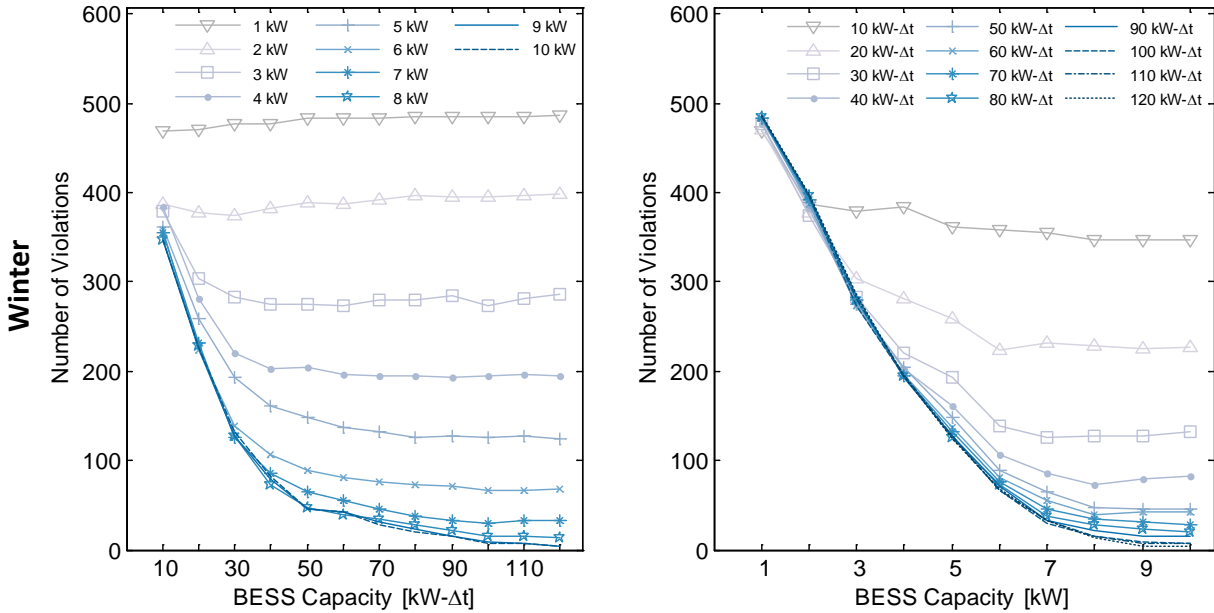 Winter
Number of Violations
600
500
400
300
200
100
0
1 kW
2 kW
3 kW
4 kW
5 kW
6 kW
7 kW
8 kW
9 kW
10 kW
10 30 50 70 90 110
BESS Capacity [kW-Δt]
Number of Violations
600
500
400
300
200
100
0
10 kW-Δt
20 kW-Δt
30 kW-Δt
40 kW-Δt
50 kW-Δt
60 kW-Δt
70 kW-Δt
80 kW-Δt
90 kW-Δt
100 kW-Δt
110 kW-Δt
120 kW-Δt
1 3 5 7 9
BESS Capacity [kW]